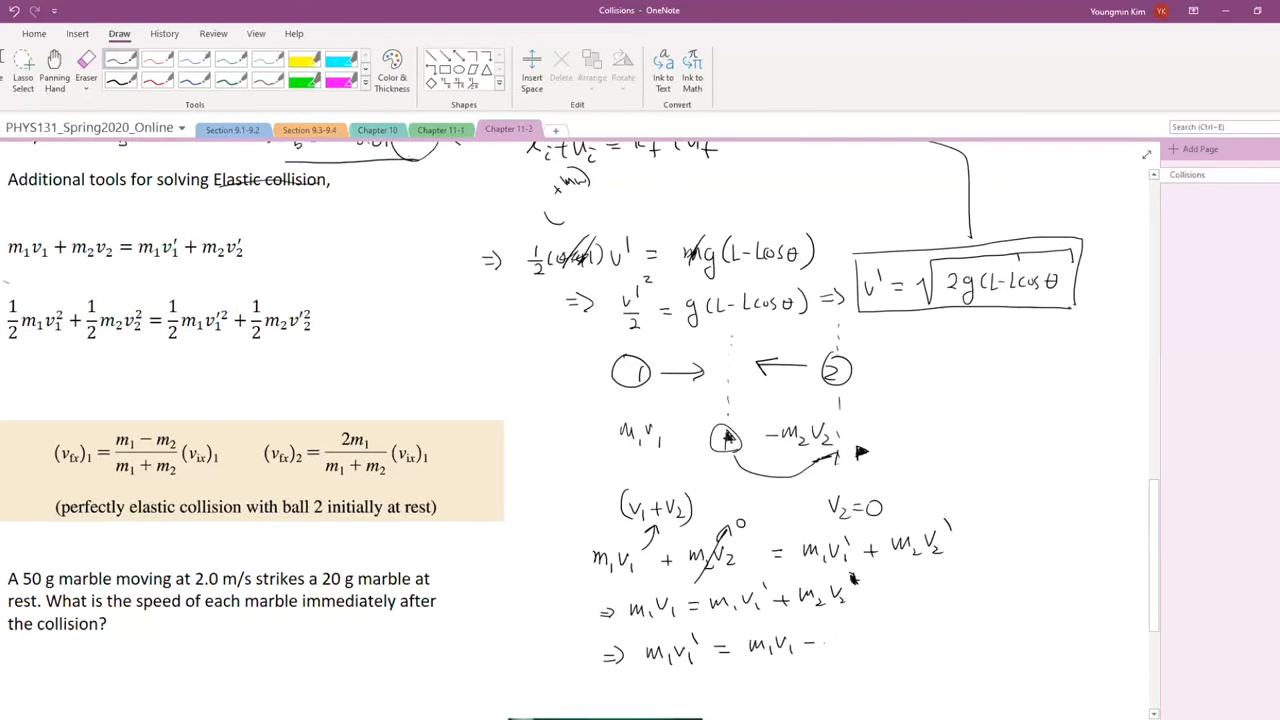 Collisions - OneNote
Youngmin Kim
YK
Home Insert Draw History Review View Help
Lasso Select
Panning Hand
Eraser
Color & Thickness
Insert Space
Delete
Arrange
Rotate
Ink to Text
Ink to Math
Tools
Shapes
Edit
Convert
PHYS131_Spring2020_Online
Section 9.1-9.2
Section 9.3-9.4
Chapter 10
Chapter 11-1
Chapter 11-2
Search (Ctrl+E)
Add Page
Collisions
Additional tools for solving Elastic collision,
m₁v₁ + m₂v₂ = m₁v₁′ + m₂v₂′
1/2 m₁v₁² + 1/2 m₂v₂² = 1/2 m₁v₁′² + 1/2 m₂v′₂²
(v_fx)₁ = (m₁ − m₂)/(m₁ + m₂) (v_ix)₁ (v_fx)₂ = 2m₁/(m₁ + m₂) (v_ix)₁
(perfectly elastic collision with ball 2 initially at rest)
A 50 g marble moving at 2.0 m/s strikes a 20 g marble at
rest. What is the speed of each marble immediately after
the collision?
v' = = mg(L-Lcosθ)
⇒ v'²/2 = g(L-Lcosθ) ⇒
v' = √2g(L-Lcosθ
1 → ← 2
m₁v₁ -m₂v₂
(v₁+v₂) v₂=0
m₁v₁ + m₂v₂ 0 = m₁v₁' + m₂v₂'
⇒ m₁v₁ = m₁v₁' + m₂v₂'
⇒ m₁v₁' = m₁v₁ -